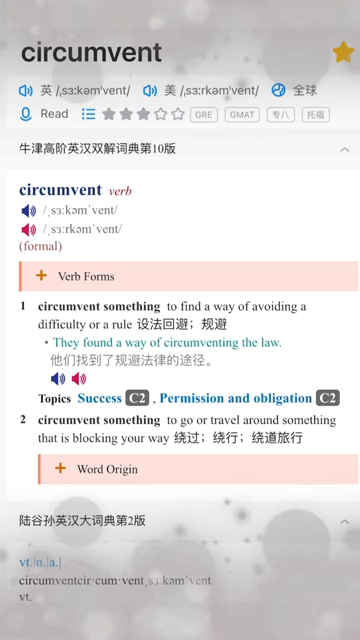 circumvent
英 /ˌsɜːkəmˈvent/ 美 /ˌsɜːrkəmˈvent/ 全球
Read GRE GMAT 专八 托福
牛津高阶英汉双解词典第10版
circumvent verb
/ˌsɜːkəmˈvent/
/ˌsɜːrkəmˈvent/
(formal)
+ Verb Forms
1 circumvent something to find a way of avoiding a
difficulty or a rule 设法回避；规避
• They found a way of circumventing the law.
他们找到了规避法律的途径。
Topics Success C2 , Permission and obligation C2
2 circumvent something to go or travel around something
that is blocking your way 绕过；绕行；绕道旅行
+ Word Origin
陆谷孙英汉大词典第2版
vt.|n.|a.|
circumventcir·cum·vent,sɜːkəmˈvent
vt.